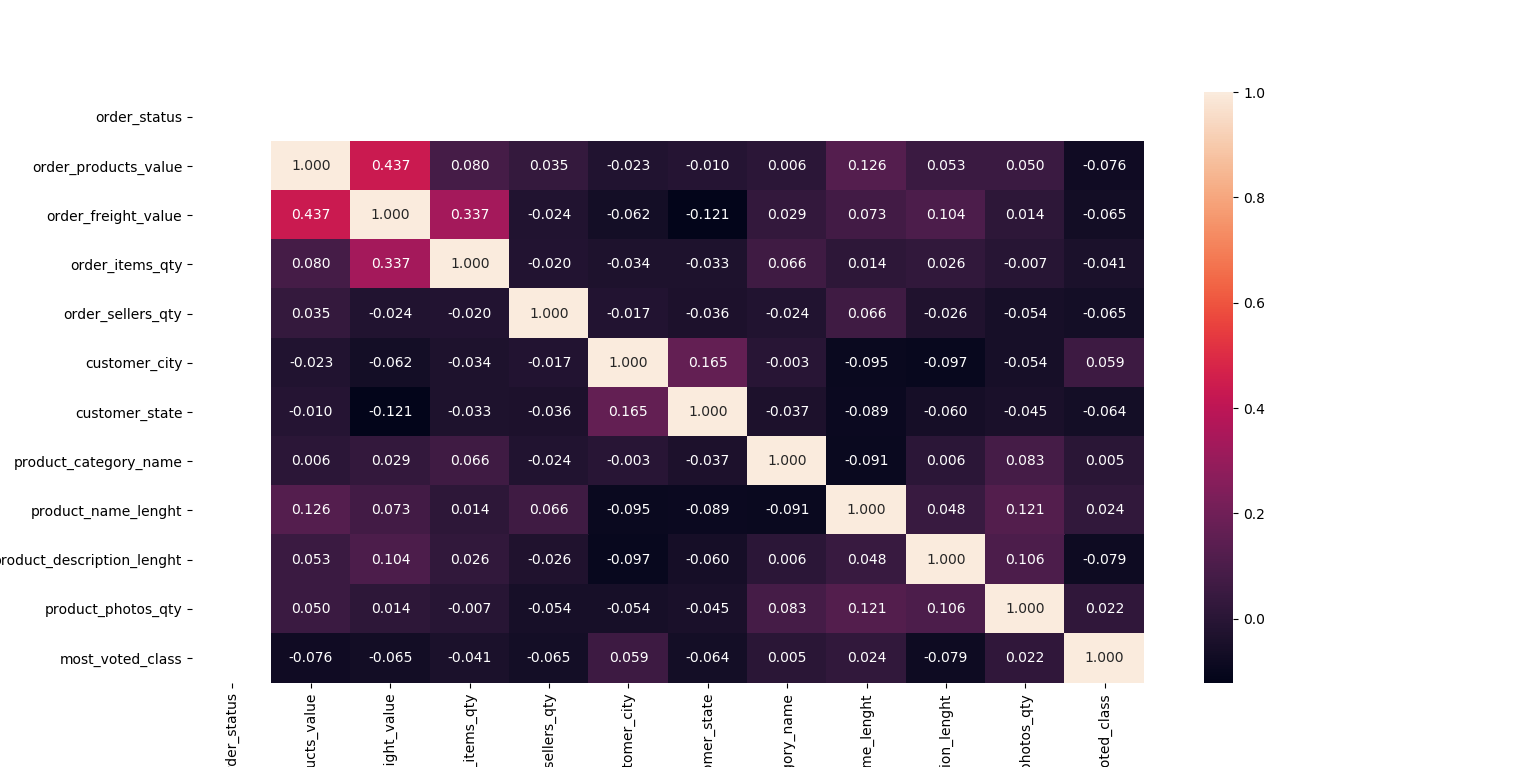 order_status
order_products_value 1.000 0.437 0.080 0.035 -0.023 -0.010 0.006 0.126 0.053 0.050 -0.076
order_freight_value 0.437 1.000 0.337 -0.024 -0.062 -0.121 0.029 0.073 0.104 0.014 -0.065
order_items_qty 0.080 0.337 1.000 -0.020 -0.034 -0.033 0.066 0.014 0.026 -0.007 -0.041
order_sellers_qty 0.035 -0.024 -0.020 1.000 -0.017 -0.036 -0.024 0.066 -0.026 -0.054 -0.065
customer_city -0.023 -0.062 -0.034 -0.017 1.000 0.165 -0.003 -0.095 -0.097 -0.054 0.059
customer_state -0.010 -0.121 -0.033 -0.036 0.165 1.000 -0.037 -0.089 -0.060 -0.045 -0.064
product_category_name 0.006 0.029 0.066 -0.024 -0.003 -0.037 1.000 -0.091 0.006 0.083 0.005
product_name_lenght 0.126 0.073 0.014 0.066 -0.095 -0.089 -0.091 1.000 0.048 0.121 0.024
roduct_description_lenght 0.053 0.104 0.026 -0.026 -0.097 -0.060 0.006 0.048 1.000 0.106 -0.079
product_photos_qty 0.050 0.014 -0.007 -0.054 -0.054 -0.045 0.083 0.121 0.106 1.000 0.022
most_voted_class -0.076 -0.065 -0.041 -0.065 0.059 -0.064 0.005 0.024 -0.079 0.022 1.000
der_status
ucts_value
ight_value
_items_qty
sellers_qty
tomer_city
omer_state
gory_name
me_lenght
ion_lenght
photos_qty
oted_class
1.0
0.8
0.6
0.4
0.2
0.0